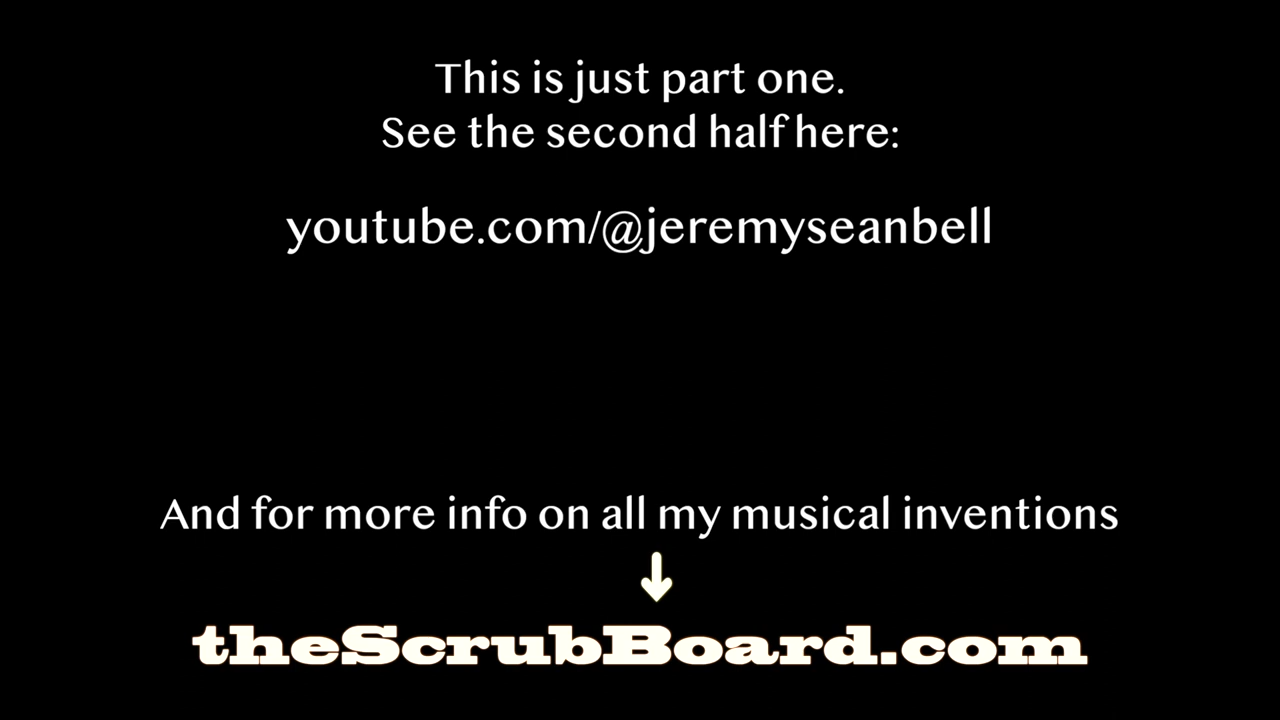 This is just part one.
See the second half here:
youtube.com/@jeremyseanbell
And for more info on all my musical inventions
theScrubBoard.com